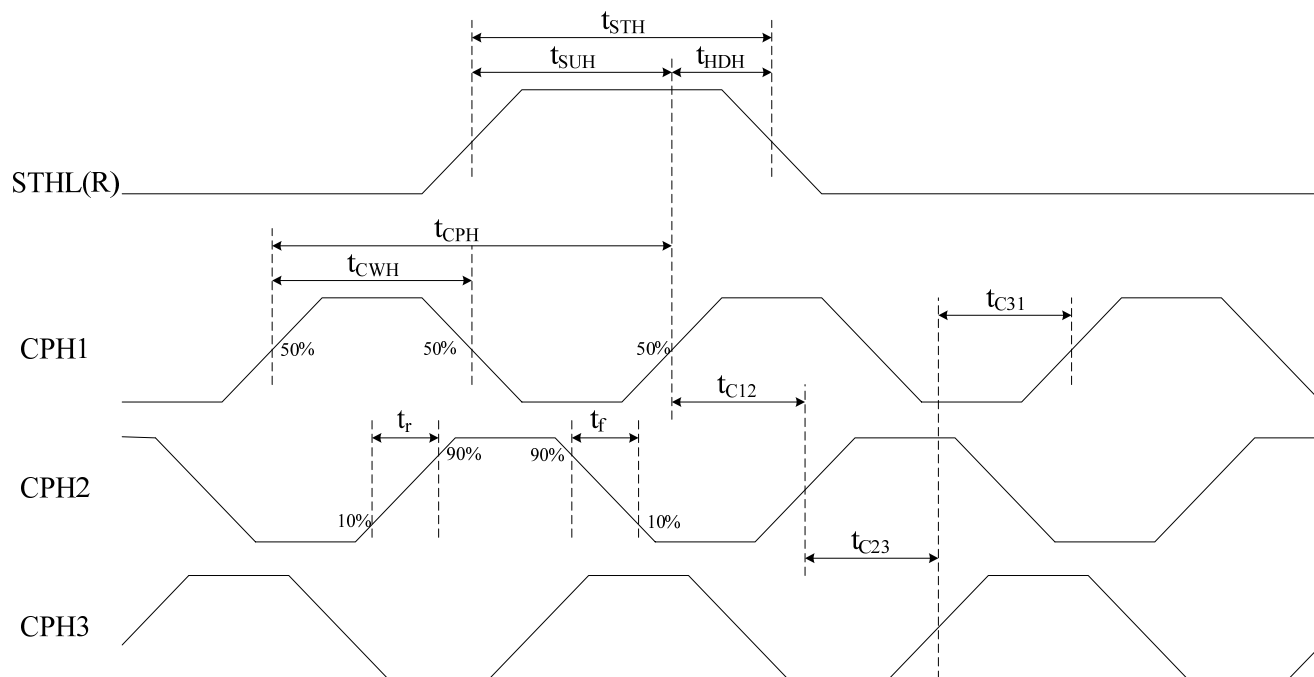 tSTH
tSUH tHDH
STHL(R)
tCPH
tCWH
tC31
CPH1 50% 50% 50%
tC12
tr tf
90% 90%
CPH2
10% 10%
tC23
CPH3